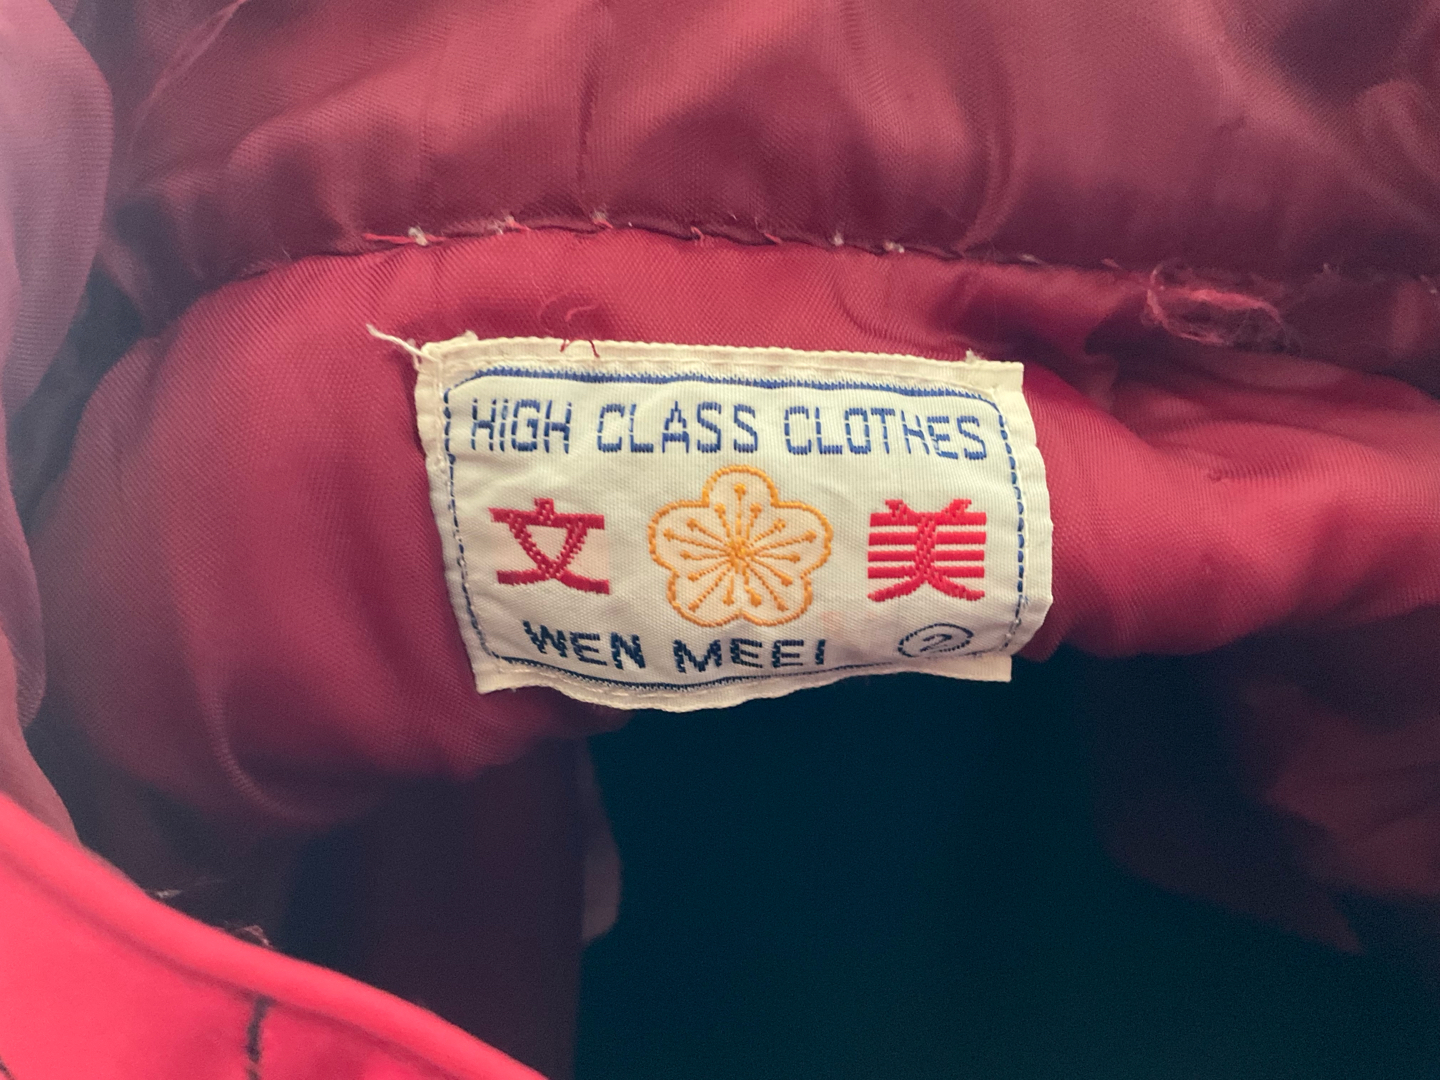 HIGH CLASS CLOTHES
文 美
WEN MEEI ②